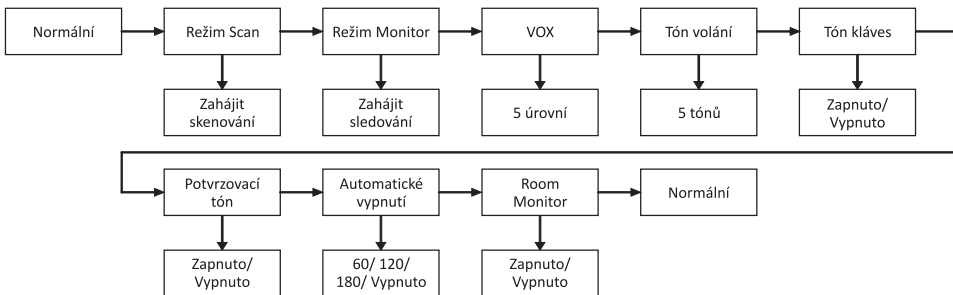 Normální
Režim Scan
Režim Monitor
VOX
Tón volání
Tón kláves
Zahájit
skenování
Zahájit
sledování
5 úrovní
5 tónů
Zapnuto/
Vypnuto
Potvrzovací
tón
Automatické
vypnutí
Room
Monitor
Normální
Zapnuto/
Vypnuto
60/ 120/
180/ Vypnuto
Zapnuto/
Vypnuto